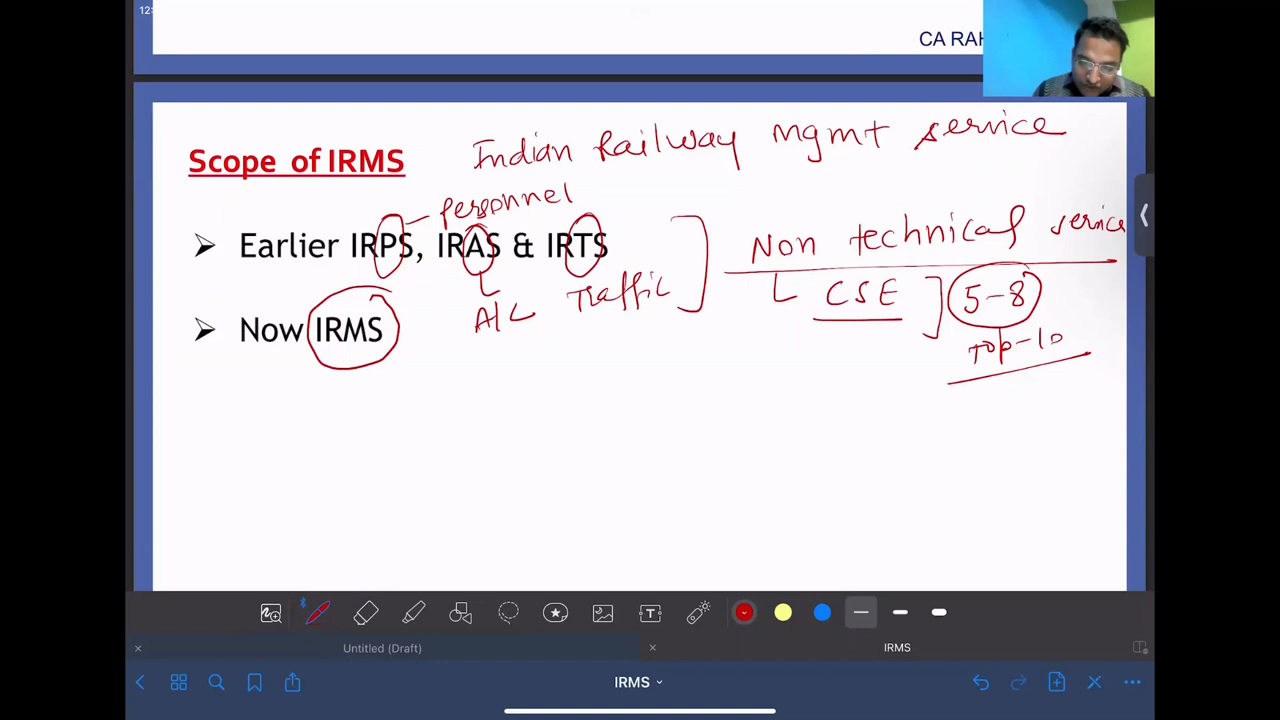 12:
CA RAH
Scope of IRMS
Indian Railway mgmt service
personnel
Earlier IRPS, IRAS & IRTS
Non technical service
A/C
Traffic
CSE
5-8
Top-10
Now IRMS
T
Untitled (Draft)
IRMS
IRMS